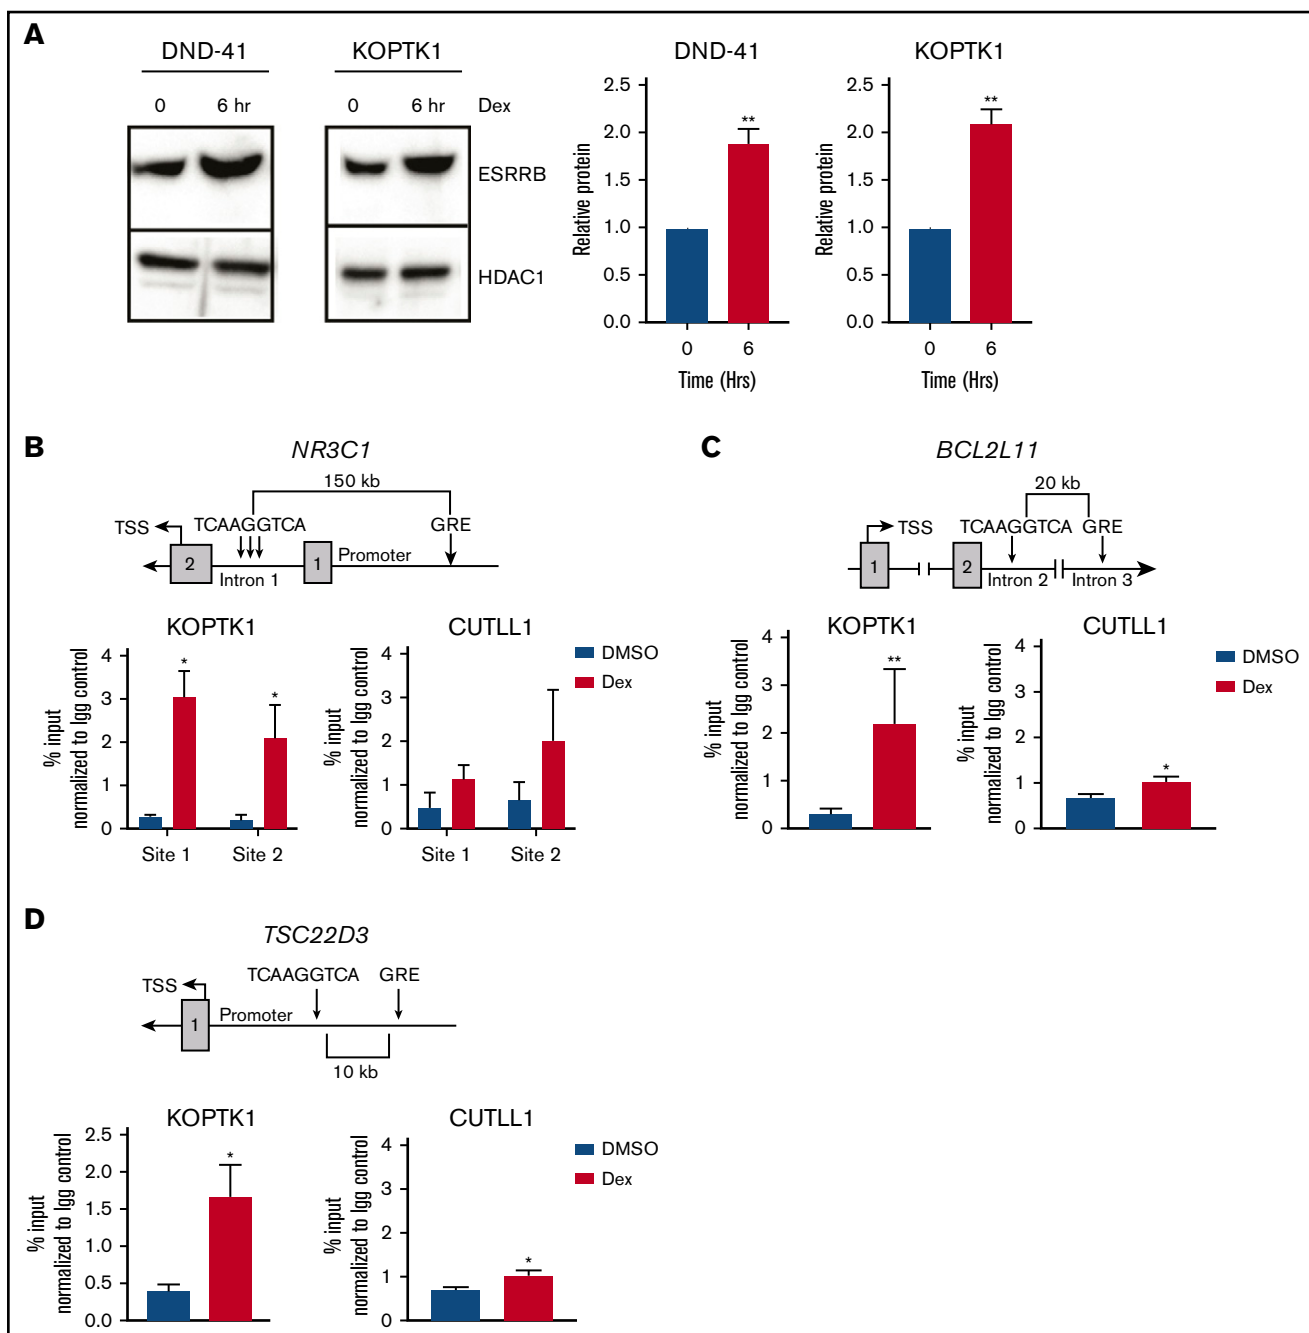 A
DND-41
KOPTK1
0
6 hr
0
6 hr
Dex
ESRRB
HDAC1
DND-41
2.5
2.0
1.5
1.0
0.5
0.0
Relative protein
**
0
6
Time (Hrs)
KOPTK1
2.5
2.0
1.5
1.0
0.5
0.0
Relative protein
**
0
6
Time (Hrs)
B
NR3C1
150 kb
TSS
TCAAGGTCA
GRE
2
Intron 1
1
Promoter
KOPTK1
% input
normalized to Igg control
4
3
2
1
0
*
*
Site 1
Site 2
CUTLL1
% input
normalized to Igg control
4
3
2
1
0
Site 1
Site 2
DMSO
Dex
C
BCL2L11
20 kb
TSS
TCAAGGTCA
GRE
1
2
Intron 2
Intron 3
KOPTK1
% input
normalized to Igg control
4
3
2
1
0
**
CUTLL1
% input
normalized to Igg control
4
3
2
1
0
*
DMSO
Dex
D
TSC22D3
TCAAGGTCA
GRE
TSS
1
Promoter
10 kb
KOPTK1
% input
normalized to Igg control
2.5
2.0
1.5
1.0
0.5
0.0
*
CUTLL1
% input
normalized to Igg control
4
3
2
1
0
*
DMSO
Dex